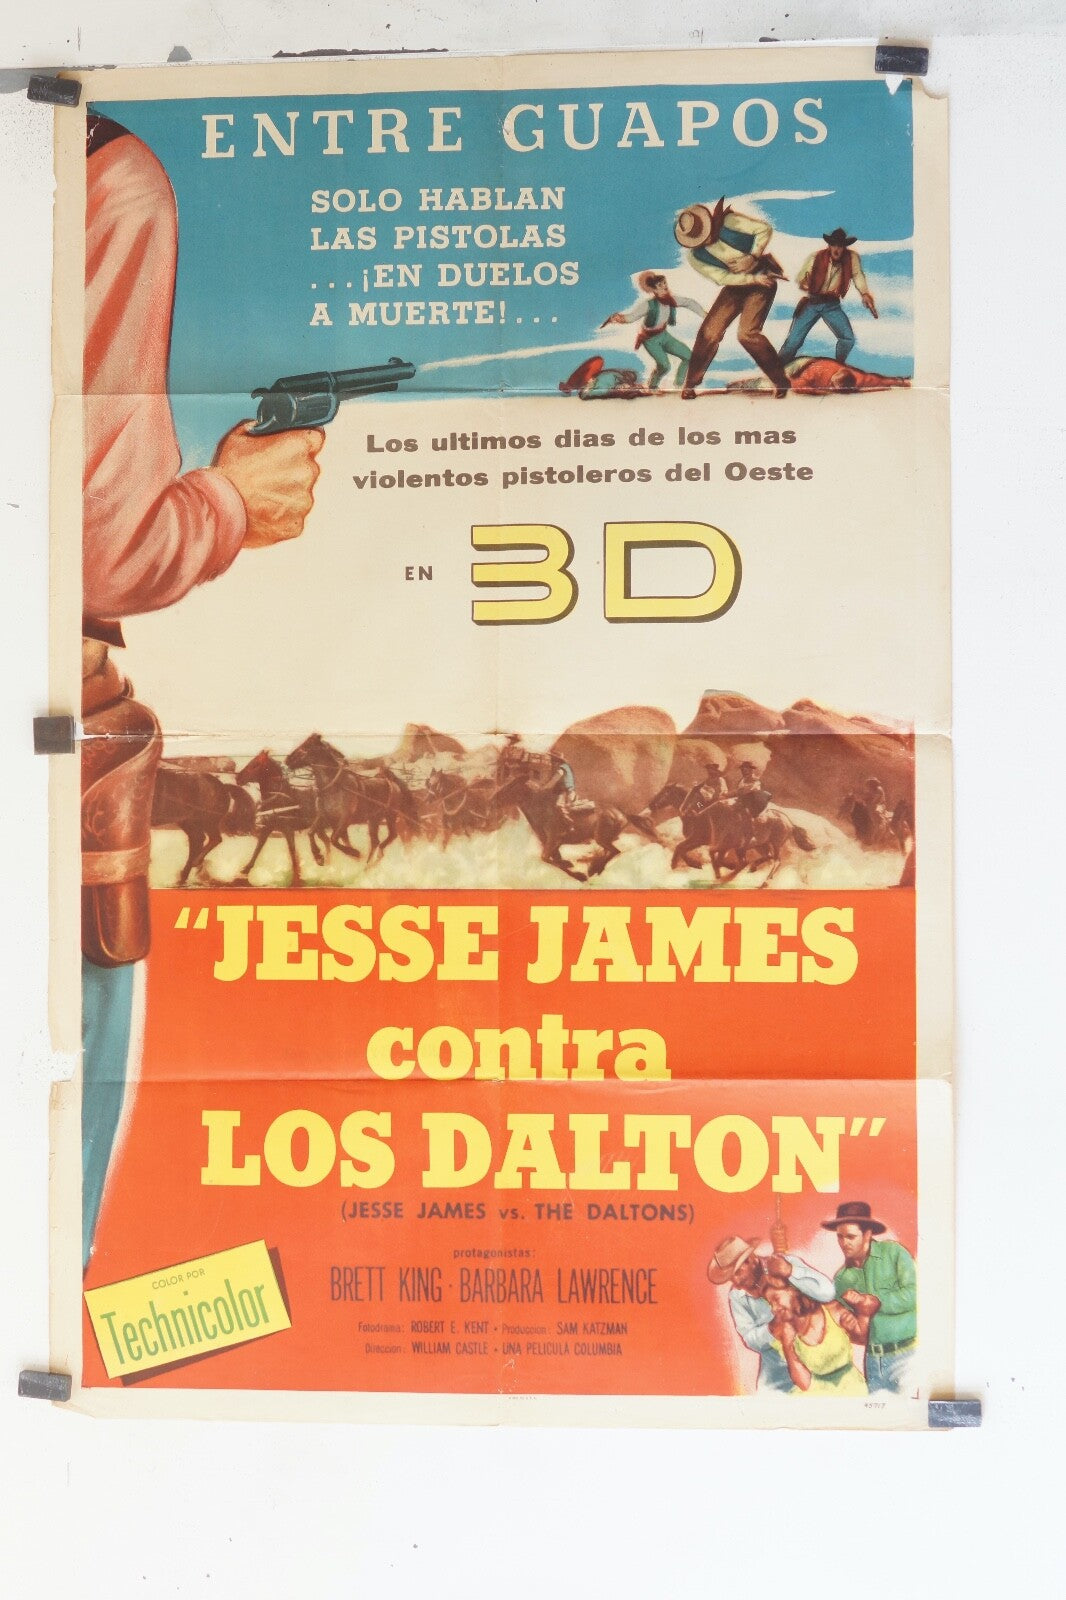 ENTRE GUAPOS
SOLO HABLAN
LAS PISTOLAS
...¡EN DUELOS
A MUERTE!...
Los ultimos dias de los mas
violentos pistoleros del Oeste
EN 3D
"JESSE JAMES
contra
LOS DALTON"
(JESSE JAMES vs. THE DALTONS)
protagonistas:
BRETT KING · BARBARA LAWRENCE
Fotodrama: ROBERT E. KENT · Produccion: SAM KATZMAN
Direccion: WILLIAM CASTLE · UNA PELICULA COLUMBIA
COLOR POR
Technicolor
45717